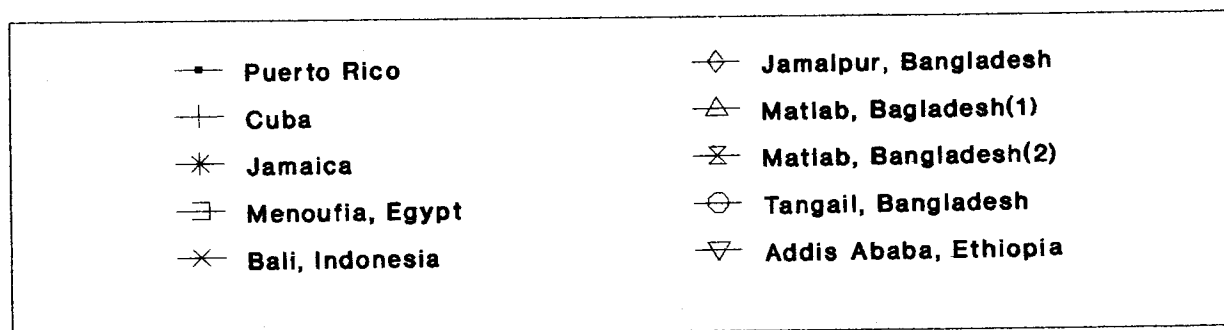 Puerto Rico
Cuba
Jamaica
Menoufia, Egypt
Bali, Indonesia
Jamalpur, Bangladesh
Matlab, Bagladesh(1)
Matlab, Bangladesh(2)
Tangail, Bangladesh
Addis Ababa, Ethiopia